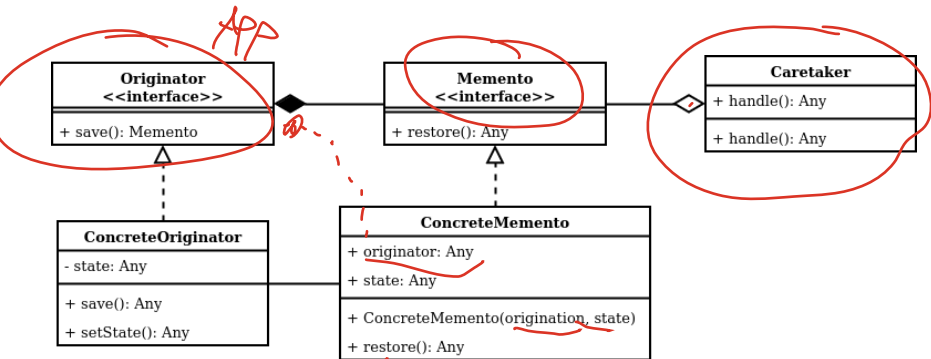 App
Originator
<<interface>>
+ save(): Memento
Memento
<<interface>>
+ restore(): Any
Caretaker
+ handle(): Any
+ handle(): Any
ConcreteOriginator
- state: Any
+ save(): Any
+ setState(): Any
ConcreteMemento
+ originator: Any
+ state: Any
+ ConcreteMemento(origination, state)
+ restore(): Any